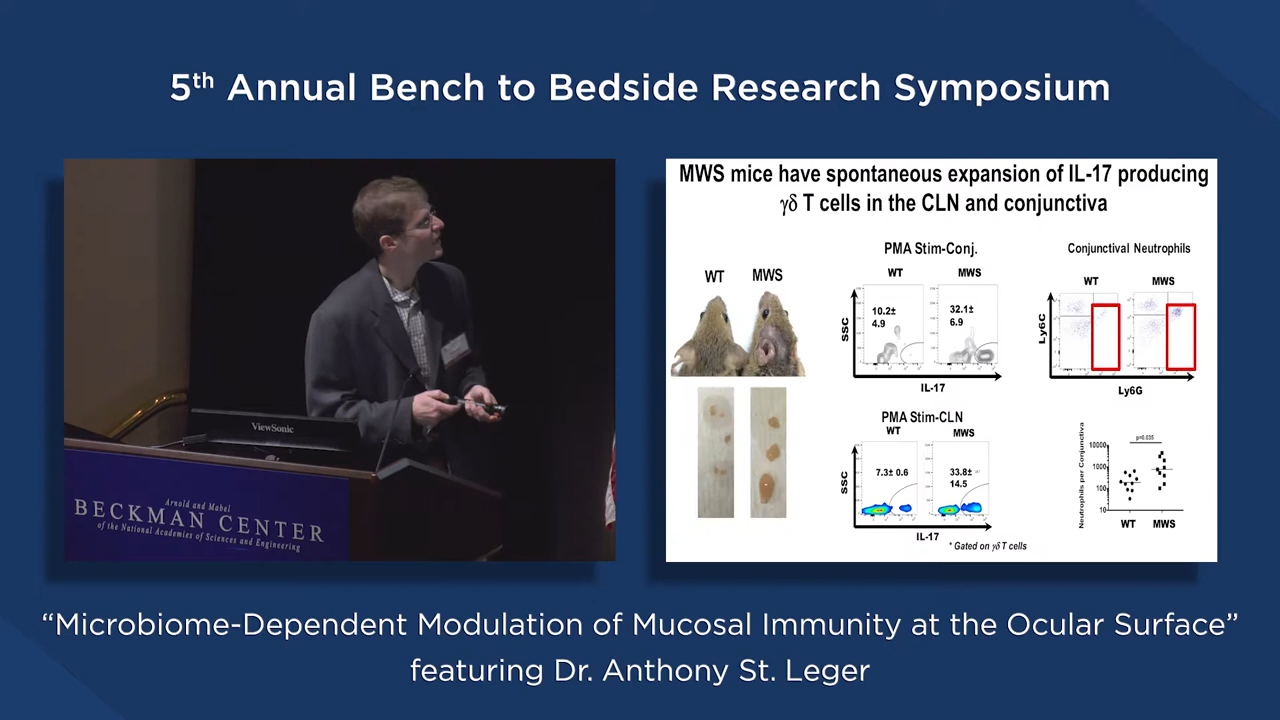 5th Annual Bench to Bedside Research Symposium
ViewSonic
Arnold and Mabel
BECKMAN CENTER
of the National Academies of Sciences and Engineering
MWS mice have spontaneous expansion of IL-17 producing
γδ T cells in the CLN and conjunctiva
WT MWS
PMA Stim-Conj.
WT MWS
10.2±
4.9
32.1±
6.9
SSC
IL-17
PMA Stim-CLN
WT MWS
7.3± 0.6
33.8±
14.5
SSC
IL-17
* Gated on γδ T cells
Conjunctival Neutrophils
WT MWS
Ly6C
Ly6G
p=0.035
Neutrophils per Conjunctiva
10000
1000
100
10
WT MWS
“Microbiome-Dependent Modulation of Mucosal Immunity at the Ocular Surface”
featuring Dr. Anthony St. Leger